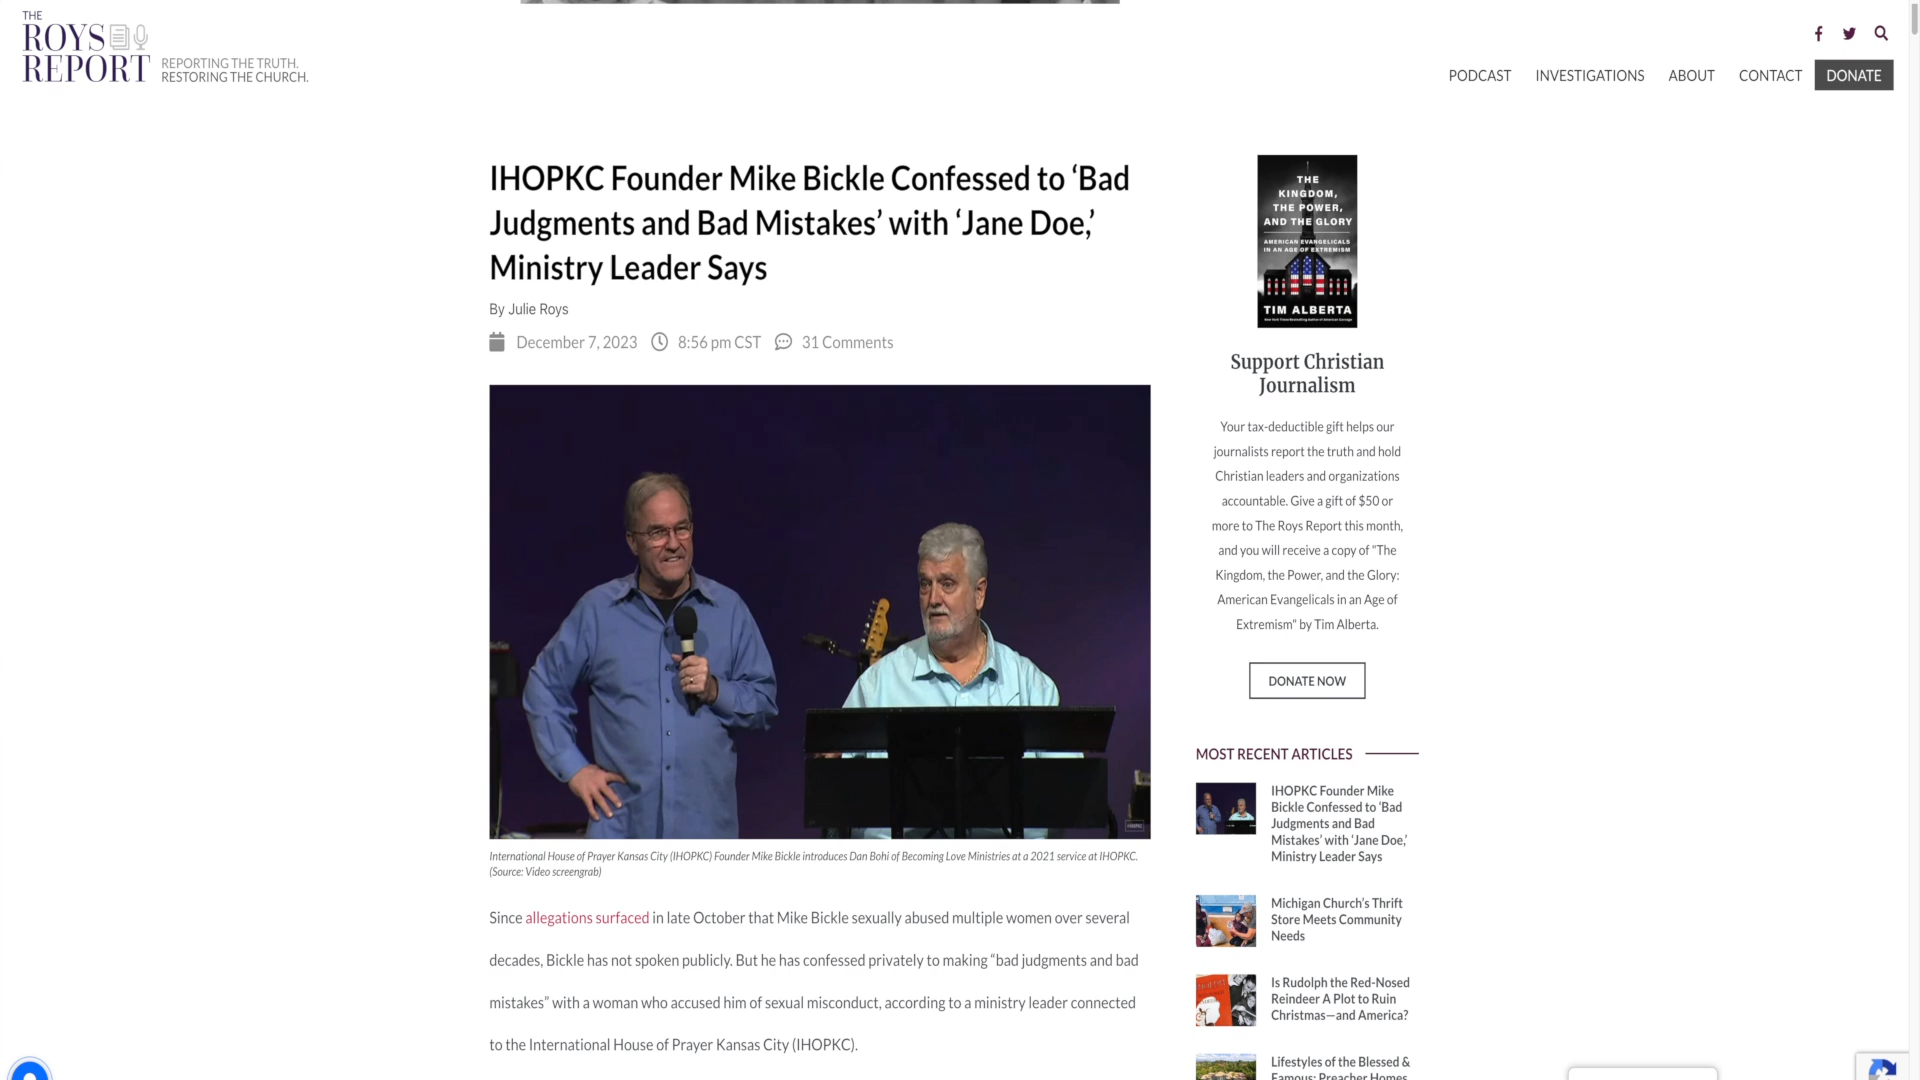 THE
ROYS
REPORT
REPORTING THE TRUTH.
RESTORING THE CHURCH.
PODCAST INVESTIGATIONS ABOUT CONTACT DONATE
IHOPKC Founder Mike Bickle Confessed to ‘Bad
Judgments and Bad Mistakes’ with ‘Jane Doe,’
Ministry Leader Says
By Julie Roys
December 7, 2023 8:56 pm CST 31 Comments
IHOPKC
International House of Prayer Kansas City (IHOPKC) Founder Mike Bickle introduces Dan Bohi of Becoming Love Ministries at a 2021 service at IHOPKC.
(Source: Video screengrab)
Since allegations surfaced in late October that Mike Bickle sexually abused multiple women over several
decades, Bickle has not spoken publicly. But he has confessed privately to making “bad judgments and bad
mistakes” with a woman who accused him of sexual misconduct, according to a ministry leader connected
to the International House of Prayer Kansas City (IHOPKC).
THE
KINGDOM,
THE POWER,
AND THE GLORY
AMERICAN EVANGELICALS
IN AN AGE OF EXTREMISM
TIM ALBERTA
Support Christian
Journalism
Your tax-deductible gift helps our
journalists report the truth and hold
Christian leaders and organizations
accountable. Give a gift of $50 or
more to The Roys Report this month,
and you will receive a copy of "The
Kingdom, the Power, and the Glory:
American Evangelicals in an Age of
Extremism" by Tim Alberta.
DONATE NOW
MOST RECENT ARTICLES
IHOPKC Founder Mike
Bickle Confessed to ‘Bad
Judgments and Bad
Mistakes’ with ‘Jane Doe,’
Ministry Leader Says
Michigan Church’s Thrift
Store Meets Community
Needs
Is Rudolph the Red-Nosed
Reindeer A Plot to Ruin
Christmas—and America?
Lifestyles of the Blessed &
Famous: Preacher Homes